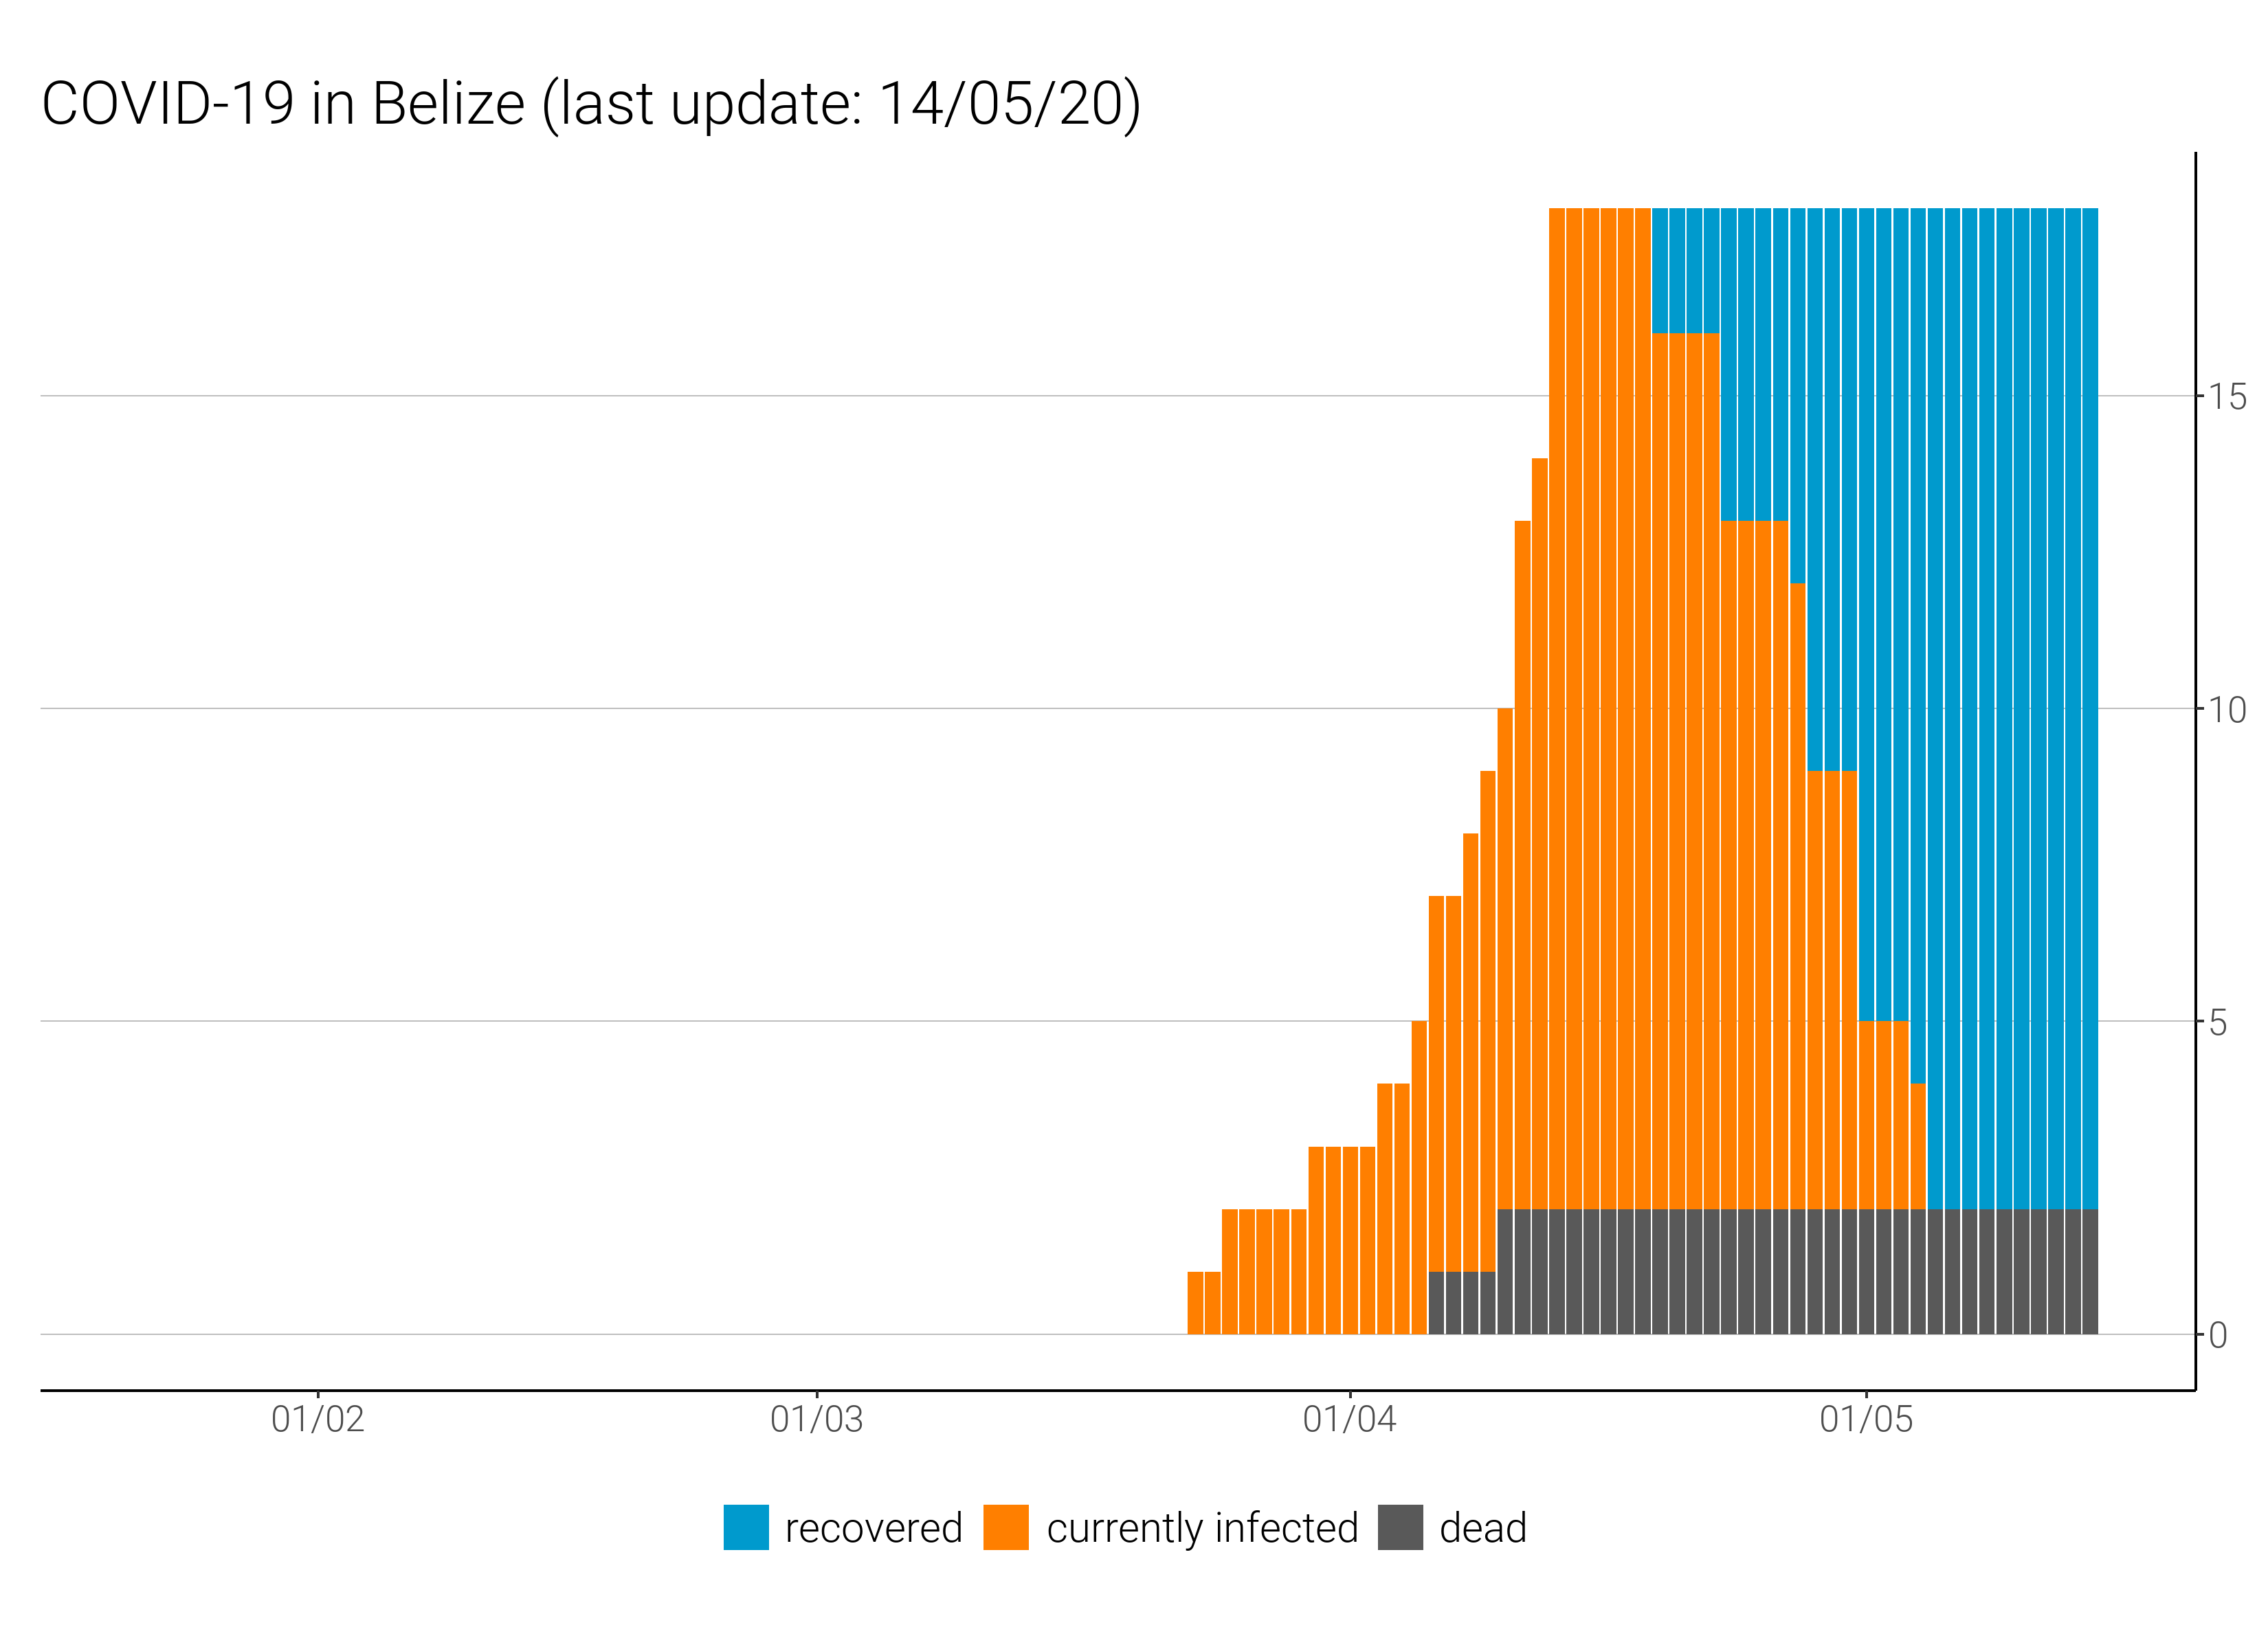 COVID-19 in Belize (last update: 14/05/20)
15
10
5
0
01/02 01/03 01/04 01/05
recovered currently infected dead